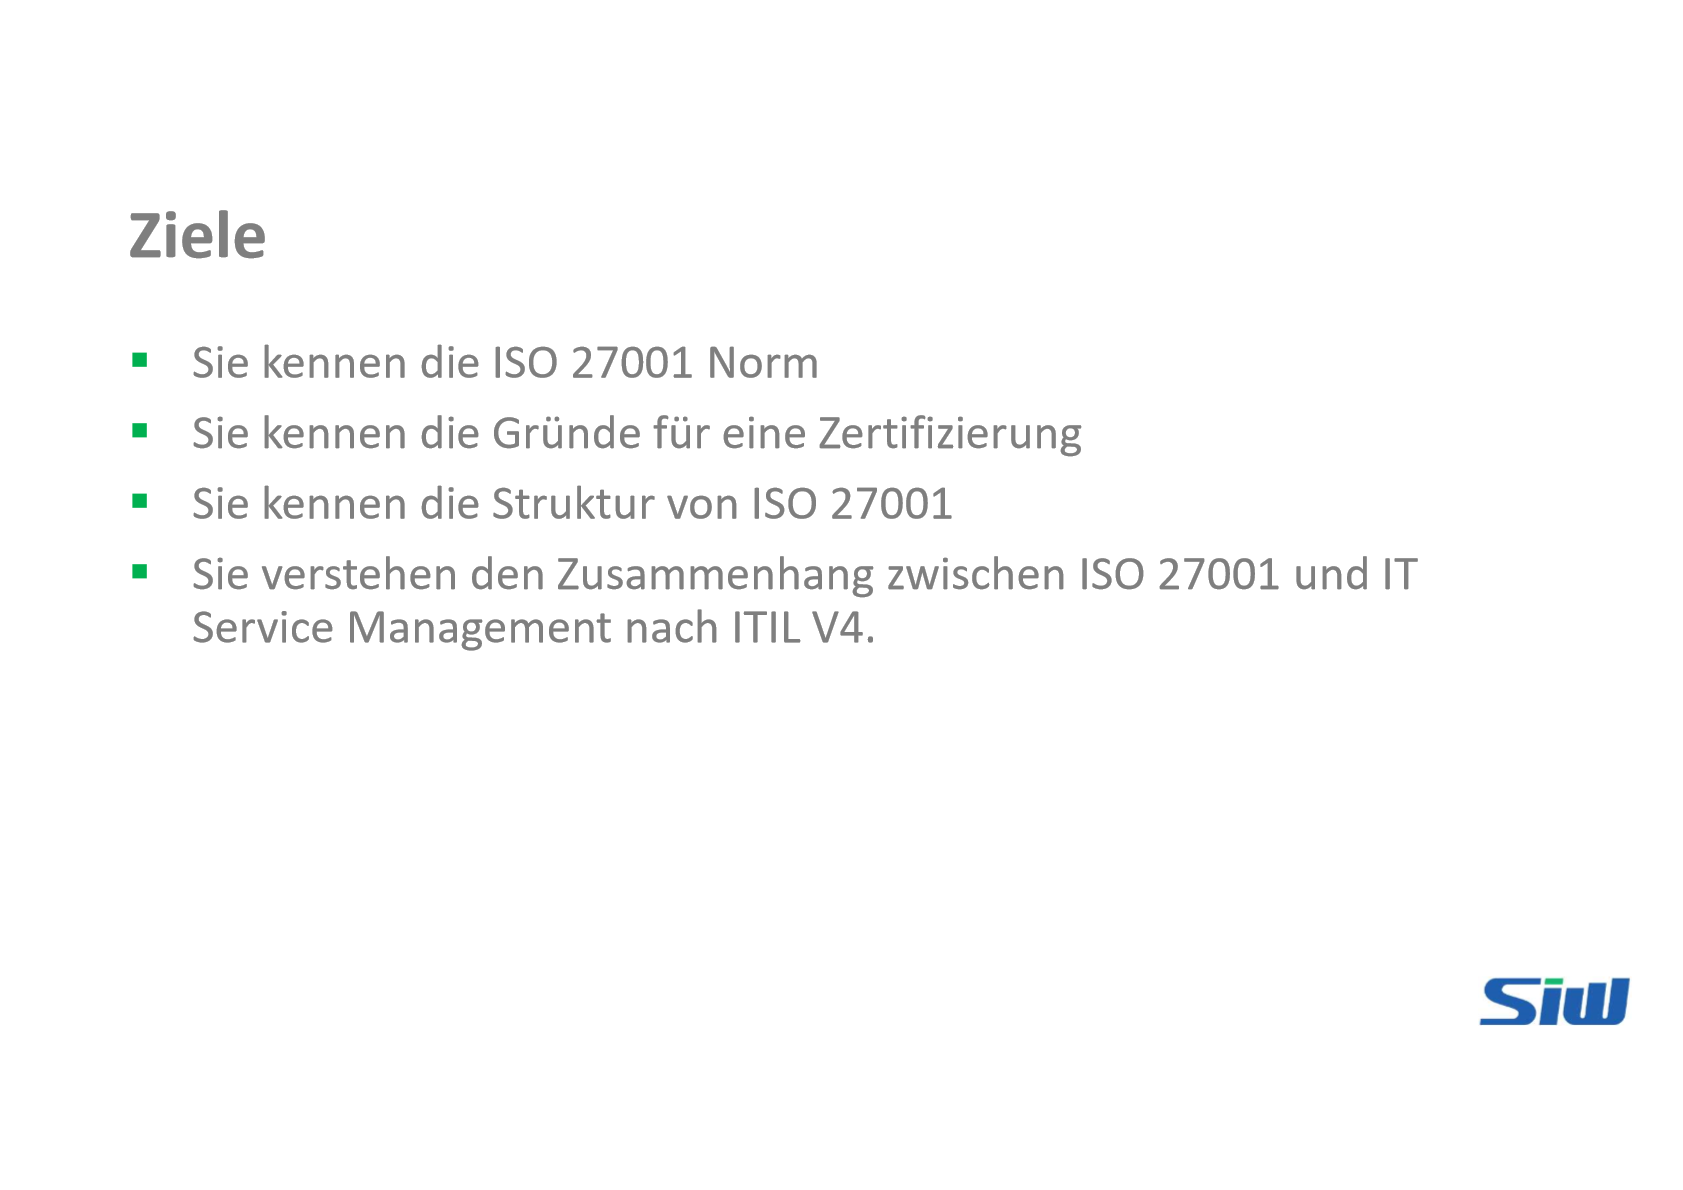 Ziele
▪ Sie kennen die ISO 27001 Norm
▪ Sie kennen die Gründe für eine Zertifizierung
▪ Sie kennen die Struktur von ISO 27001
▪ Sie verstehen den Zusammenhang zwischen ISO 27001 und IT
Service Management nach ITIL V4.
Siw